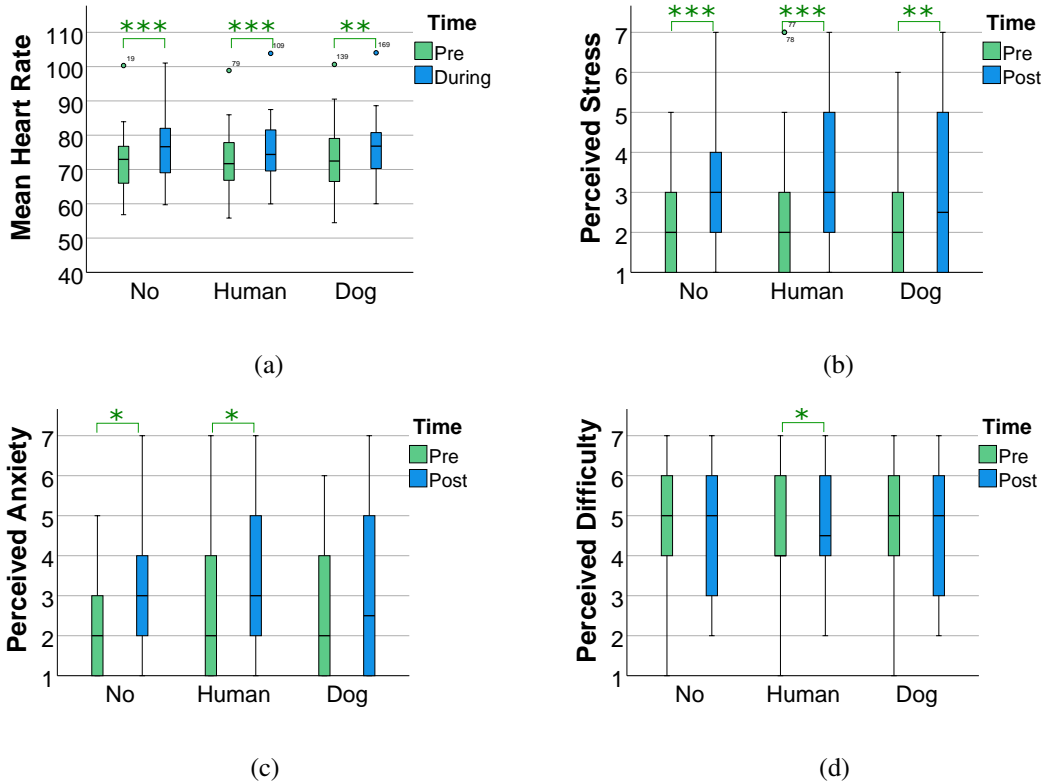 *** *** ** Time
Mean Heart Rate
110
100
90
80
70
60
50
40
19
79
109
139
169
Pre
During
No Human Dog
(a)
*** *** ** Time
Perceived Stress
7
6
5
4
3
2
1
77
78
Pre
Post
No Human Dog
(b)
* * Time
Perceived Anxiety
7
6
5
4
3
2
1
Pre
Post
No Human Dog
(c)
* Time
Perceived Difficulty
7
6
5
4
3
2
1
Pre
Post
No Human Dog
(d)